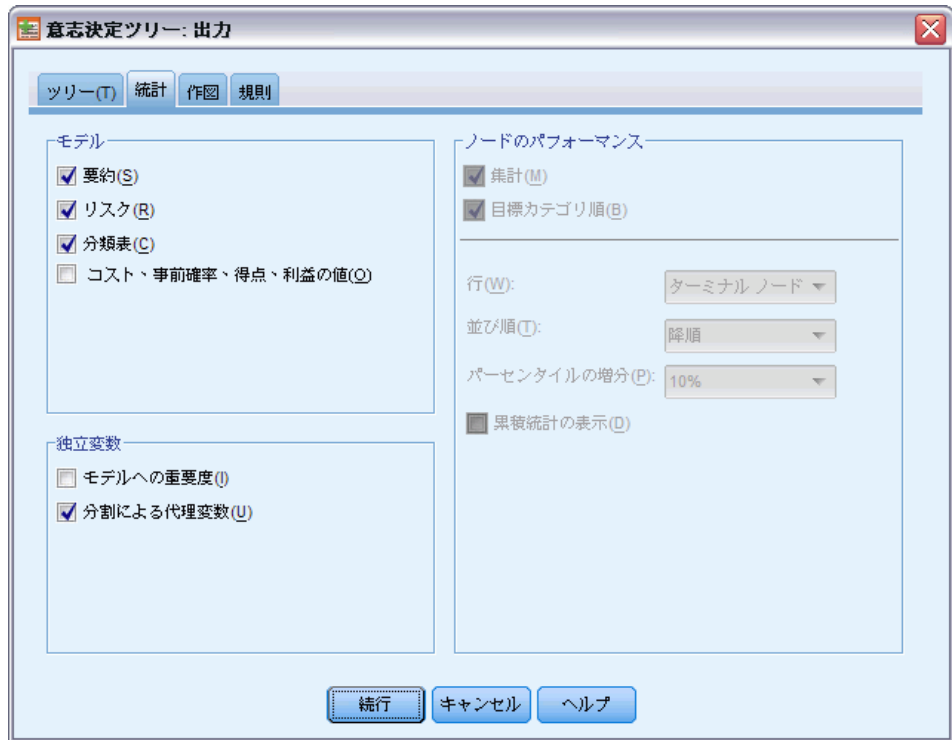 意志決定ツリー: 出力
ツリー(T) 統計 作図 規則
モデル
要約(S)
リスク(R)
分類表(C)
コスト、事前確率、得点、利益の値(O)
独立変数
モデルへの重要度(I)
分割による代理変数(U)
ノードのパフォーマンス
集計(M)
目標カテゴリ順(B)
行(W): ターミナル ノード
並び順(T): 降順
パーセンタイルの増分(P): 10%
累積統計の表示(D)
続行 キャンセル ヘルプ